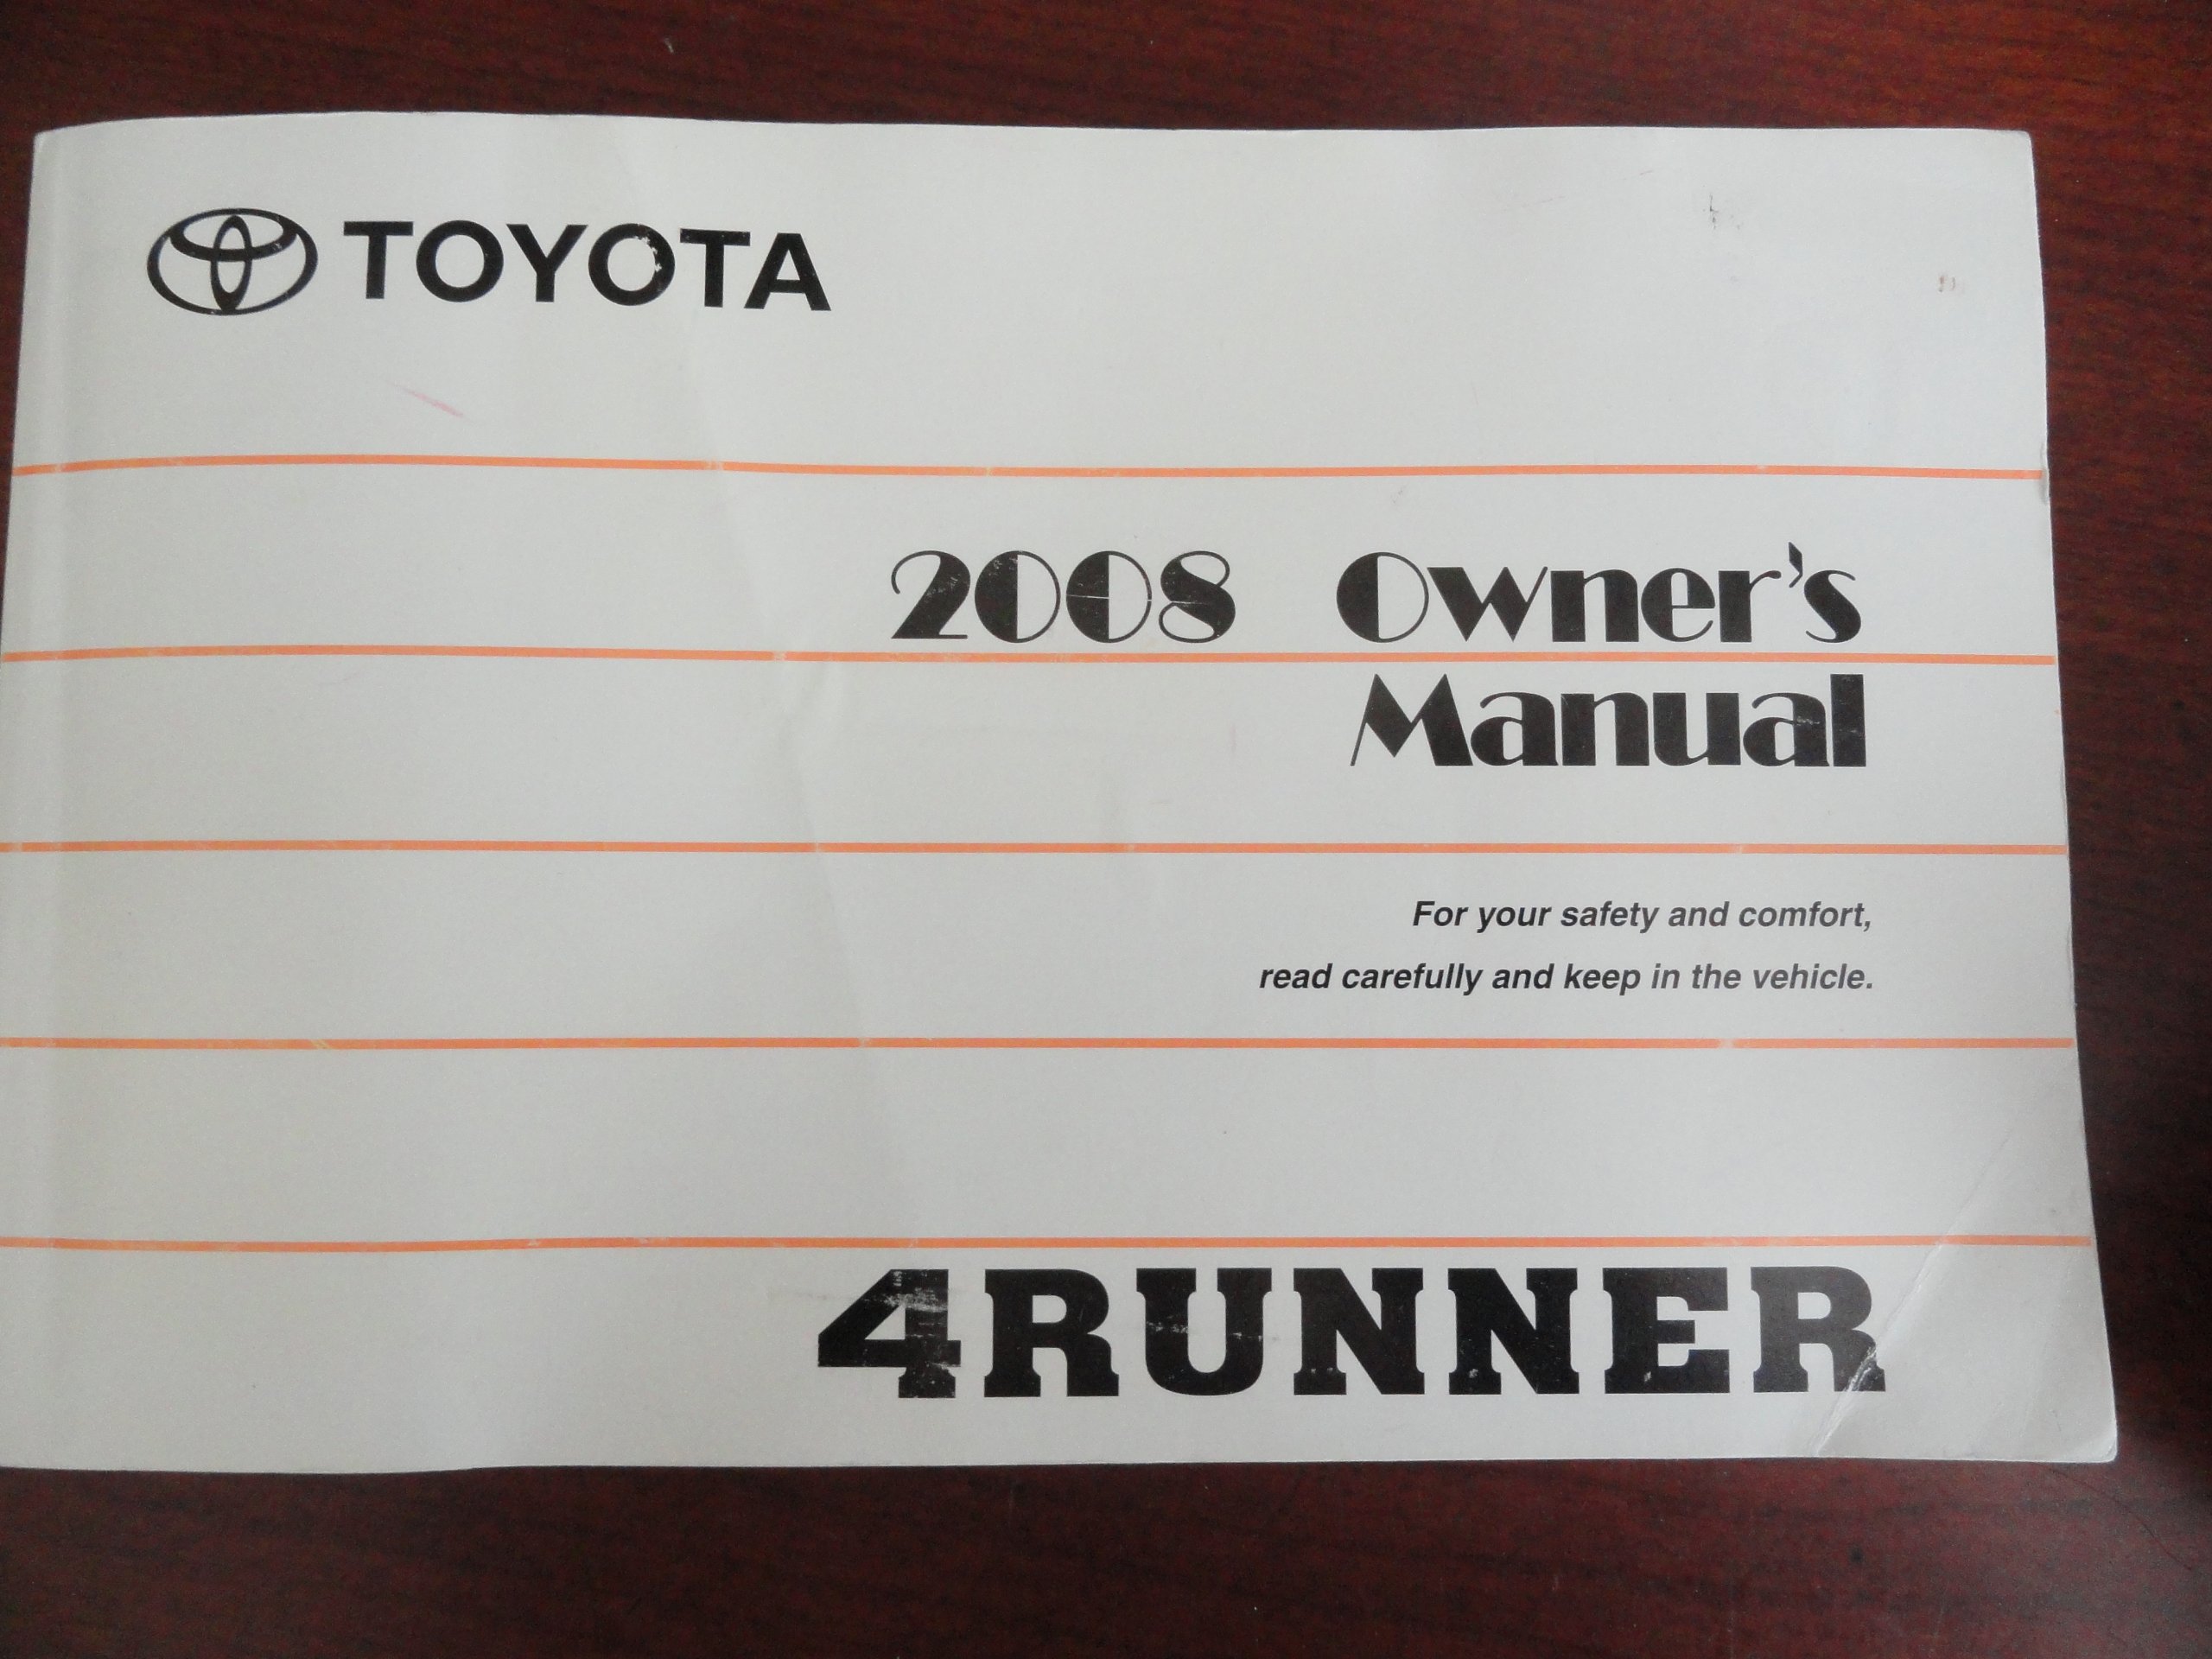 TOYOTA
2008 Owner's
Manual
For your safety and comfort,
read carefully and keep in the vehicle.
4RUNNER